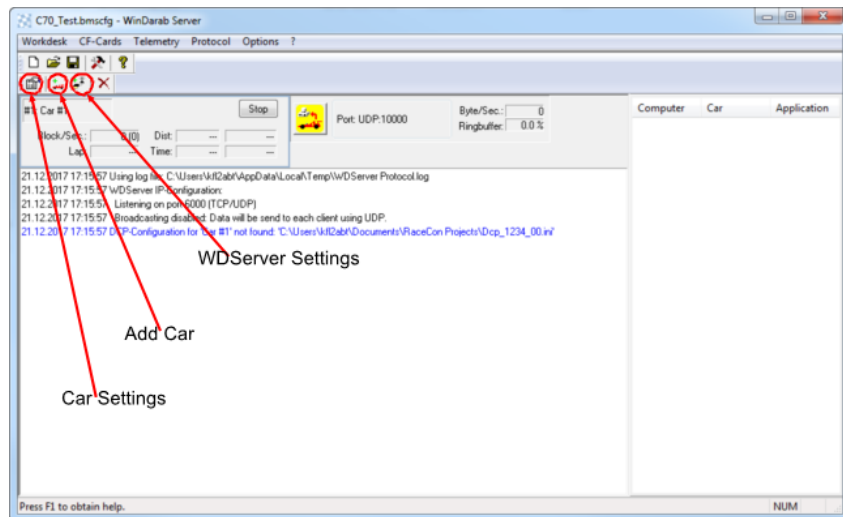 C70_Test.bmscfg - WinDarab Server
Workdesk CF-Cards Telemetry Protocol Options ?
#1: Car #1 Stop
Block/Sec.: 0 (0) Dist: --- ---
Lap: --- Time: --- ---
Port: UDP:10000
Byte/Sec.: 0
Ringbuffer: 0.0 %
Computer Car Application
21.12.2017 17:15:57 Using log file: C:\Users\kfl2abt\AppData\Local\Temp\WDServer Protocol.log
21.12.2017 17:15:57 WDServer IP-Configuration:
21.12.2017 17:15:57 Listening on port 6000 (TCP/UDP)
21.12.2017 17:15:57 Broadcasting disabled: Data will be send to each client using UDP.
21.12.2017 17:15:57 DCP-Configuration for 'Car #1' not found: 'C:\Users\kfl2abt\Documents\RaceCon Projects\Dcp_1234_00.ini'
WDServer Settings
Add Car
Car Settings
Press F1 to obtain help. NUM